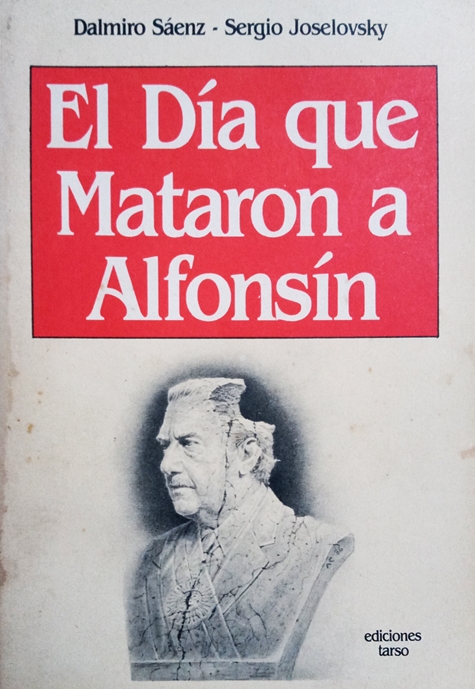 Dalmiro Sáenz - Sergio Joselovsky
El Día que
Mataron a
Alfonsín
ediciones
tarso